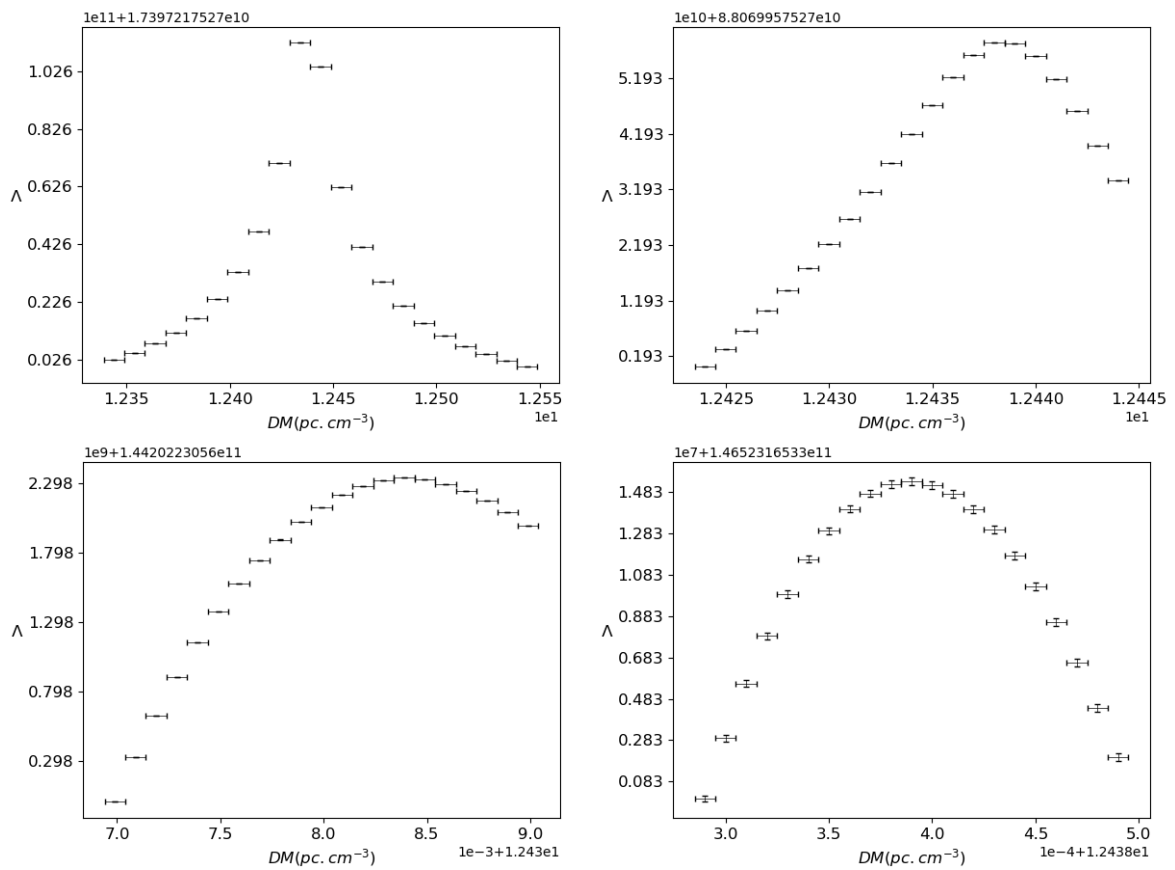 1e11+1.7397217527e10
1.026
0.826
0.626
0.426
0.226
0.026
Λ
1.235 1.240 1.245 1.250 1.255
1e1
DM(pc.cm⁻³)
1e10+8.8069957527e10
5.193
4.193
3.193
2.193
1.193
0.193
Λ
1.2425 1.2430 1.2435 1.2440 1.2445
1e1
DM(pc.cm⁻³)
1e9+1.4420223056e11
2.298
1.798
1.298
0.798
0.298
Λ
7.0 7.5 8.0 8.5 9.0
1e-3+1.243e1
DM(pc.cm⁻³)
1e7+1.4652316533e11
1.483
1.283
1.083
0.883
0.683
0.483
0.283
0.083
Λ
3.0 3.5 4.0 4.5 5.0
1e-4+1.2438e1
DM(pc.cm⁻³)